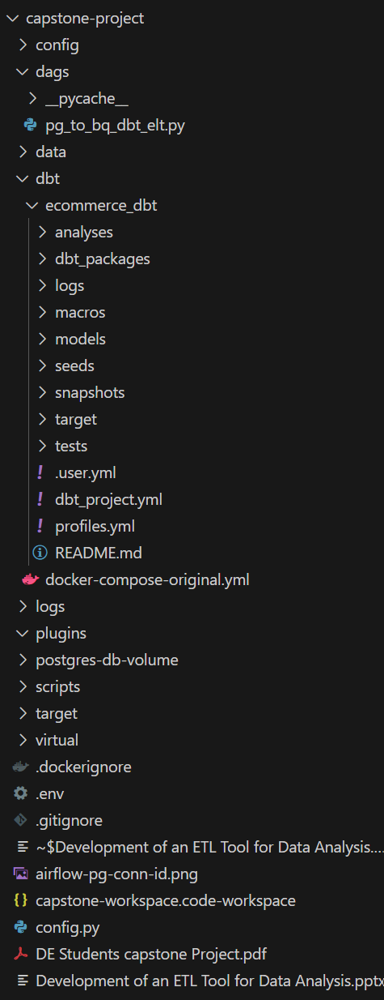 capstone-project
config
dags
__pycache__
pg_to_bq_dbt_elt.py
data
dbt
ecommerce_dbt
analyses
dbt_packages
logs
macros
models
seeds
snapshots
target
tests
! .user.yml
! dbt_project.yml
! profiles.yml
README.md
docker-compose-original.yml
logs
plugins
postgres-db-volume
scripts
target
virtual
.dockerignore
.env
.gitignore
~$Development of an ETL Tool for Data Analysis....
airflow-pg-conn-id.png
{} capstone-workspace.code-workspace
config.py
DE Students capstone Project.pdf
Development of an ETL Tool for Data Analysis.pptx